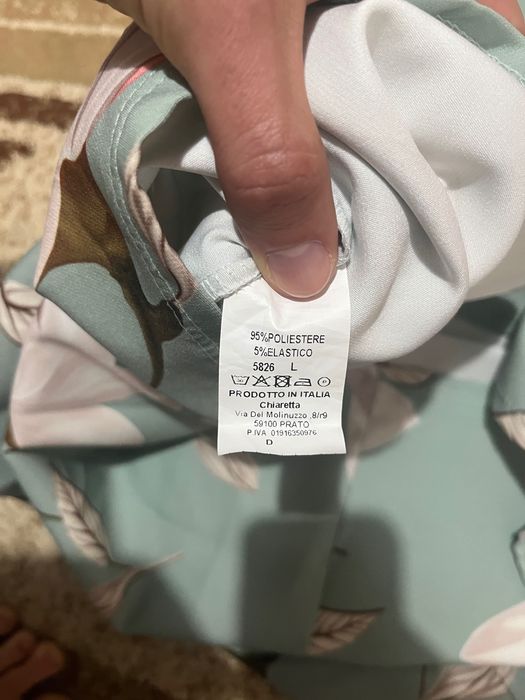 95%POLIESTERE
5%ELASTICO
5826 L
PRODOTTO IN ITALIA
Chiaretta
Via Del Molinuzzo ,8/r9
59100 PRATO
P.IVA 01916350976
D